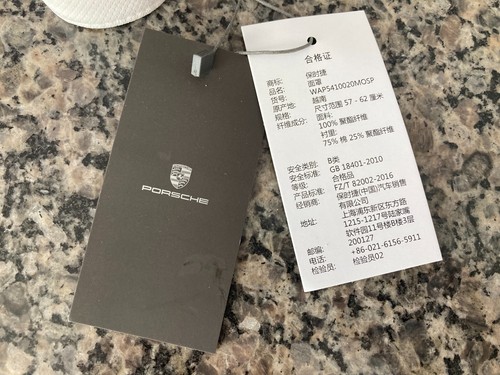 PORSCHE
合格证
商标: 保时捷
品名: 面罩
货号: WAP5410020M0SP
原产地: 越南
规格: 尺寸范围 57 - 62 厘米
纤维成分: 面料:
100% 聚酯纤维
衬里:
75% 棉 25% 聚酯纤维
安全类别: B类
安全标准: GB 18401-2010
等级: 合格品
产品标准: FZ/T 82002-2016
经销商: 保时捷(中国)汽车销售
有限公司
地址: 上海浦东新区东方路
1215-1217号陆家嘴
软件园11号楼B楼3层
邮编: 200127
电话: +86-021-6156-5911
检验员: 检验员02